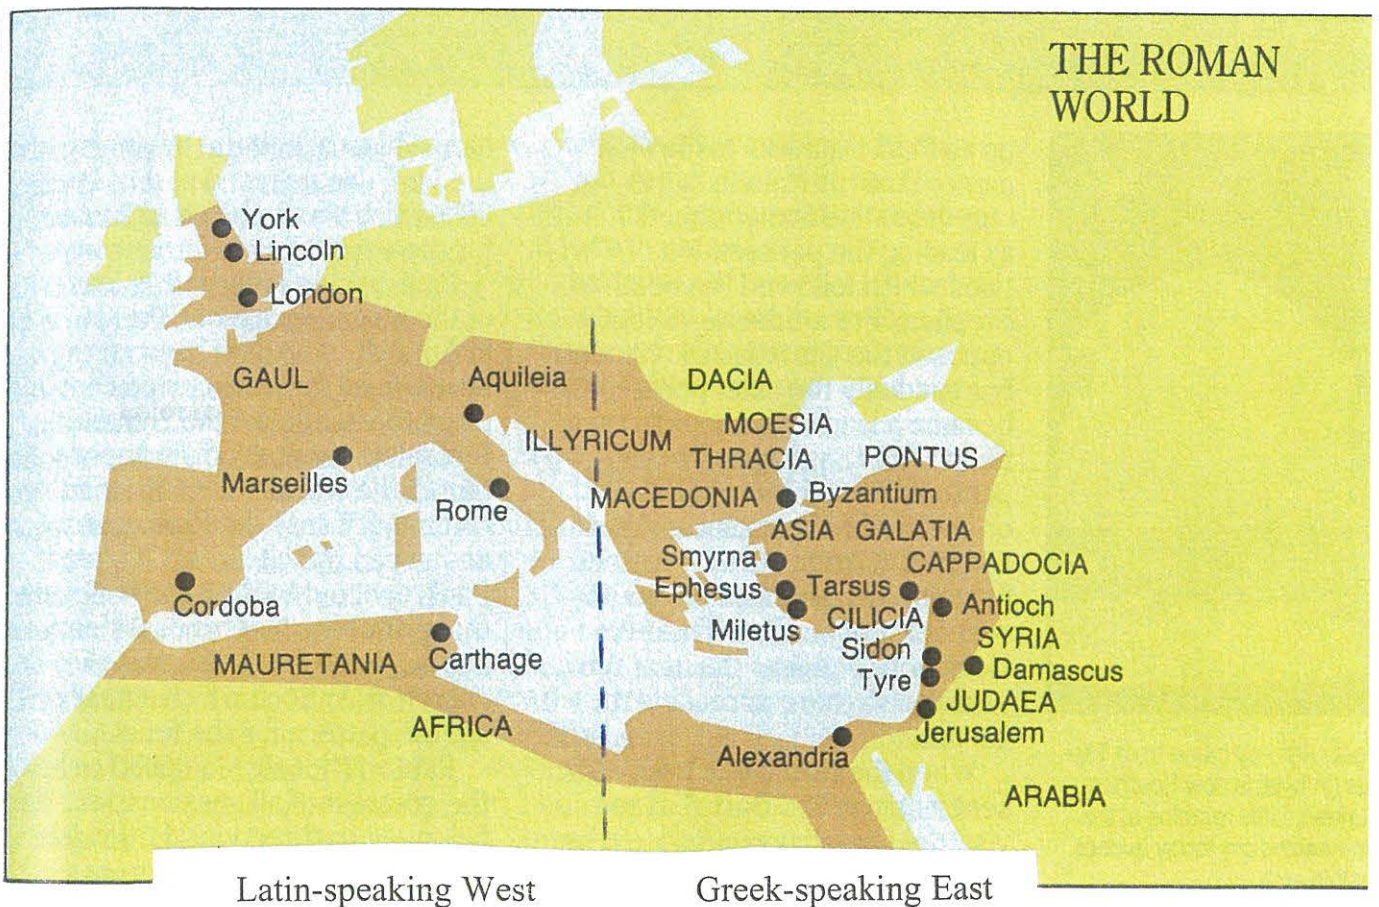 THE ROMAN
WORLD
York
Lincoln
London
GAUL
Aquileia
DACIA
MOESIA
ILLYRICUM
THRACIA
PONTUS
Marseilles
Rome
MACEDONIA
Byzantium
ASIA
GALATIA
Smyrna
CAPPADOCIA
Ephesus
Tarsus
Cordoba
Antioch
Miletus
CILICIA
SYRIA
MAURETANIA
Carthage
Sidon
Damascus
Tyre
JUDAEA
AFRICA
Jerusalem
Alexandria
ARABIA
Latin-speaking West
Greek-speaking East